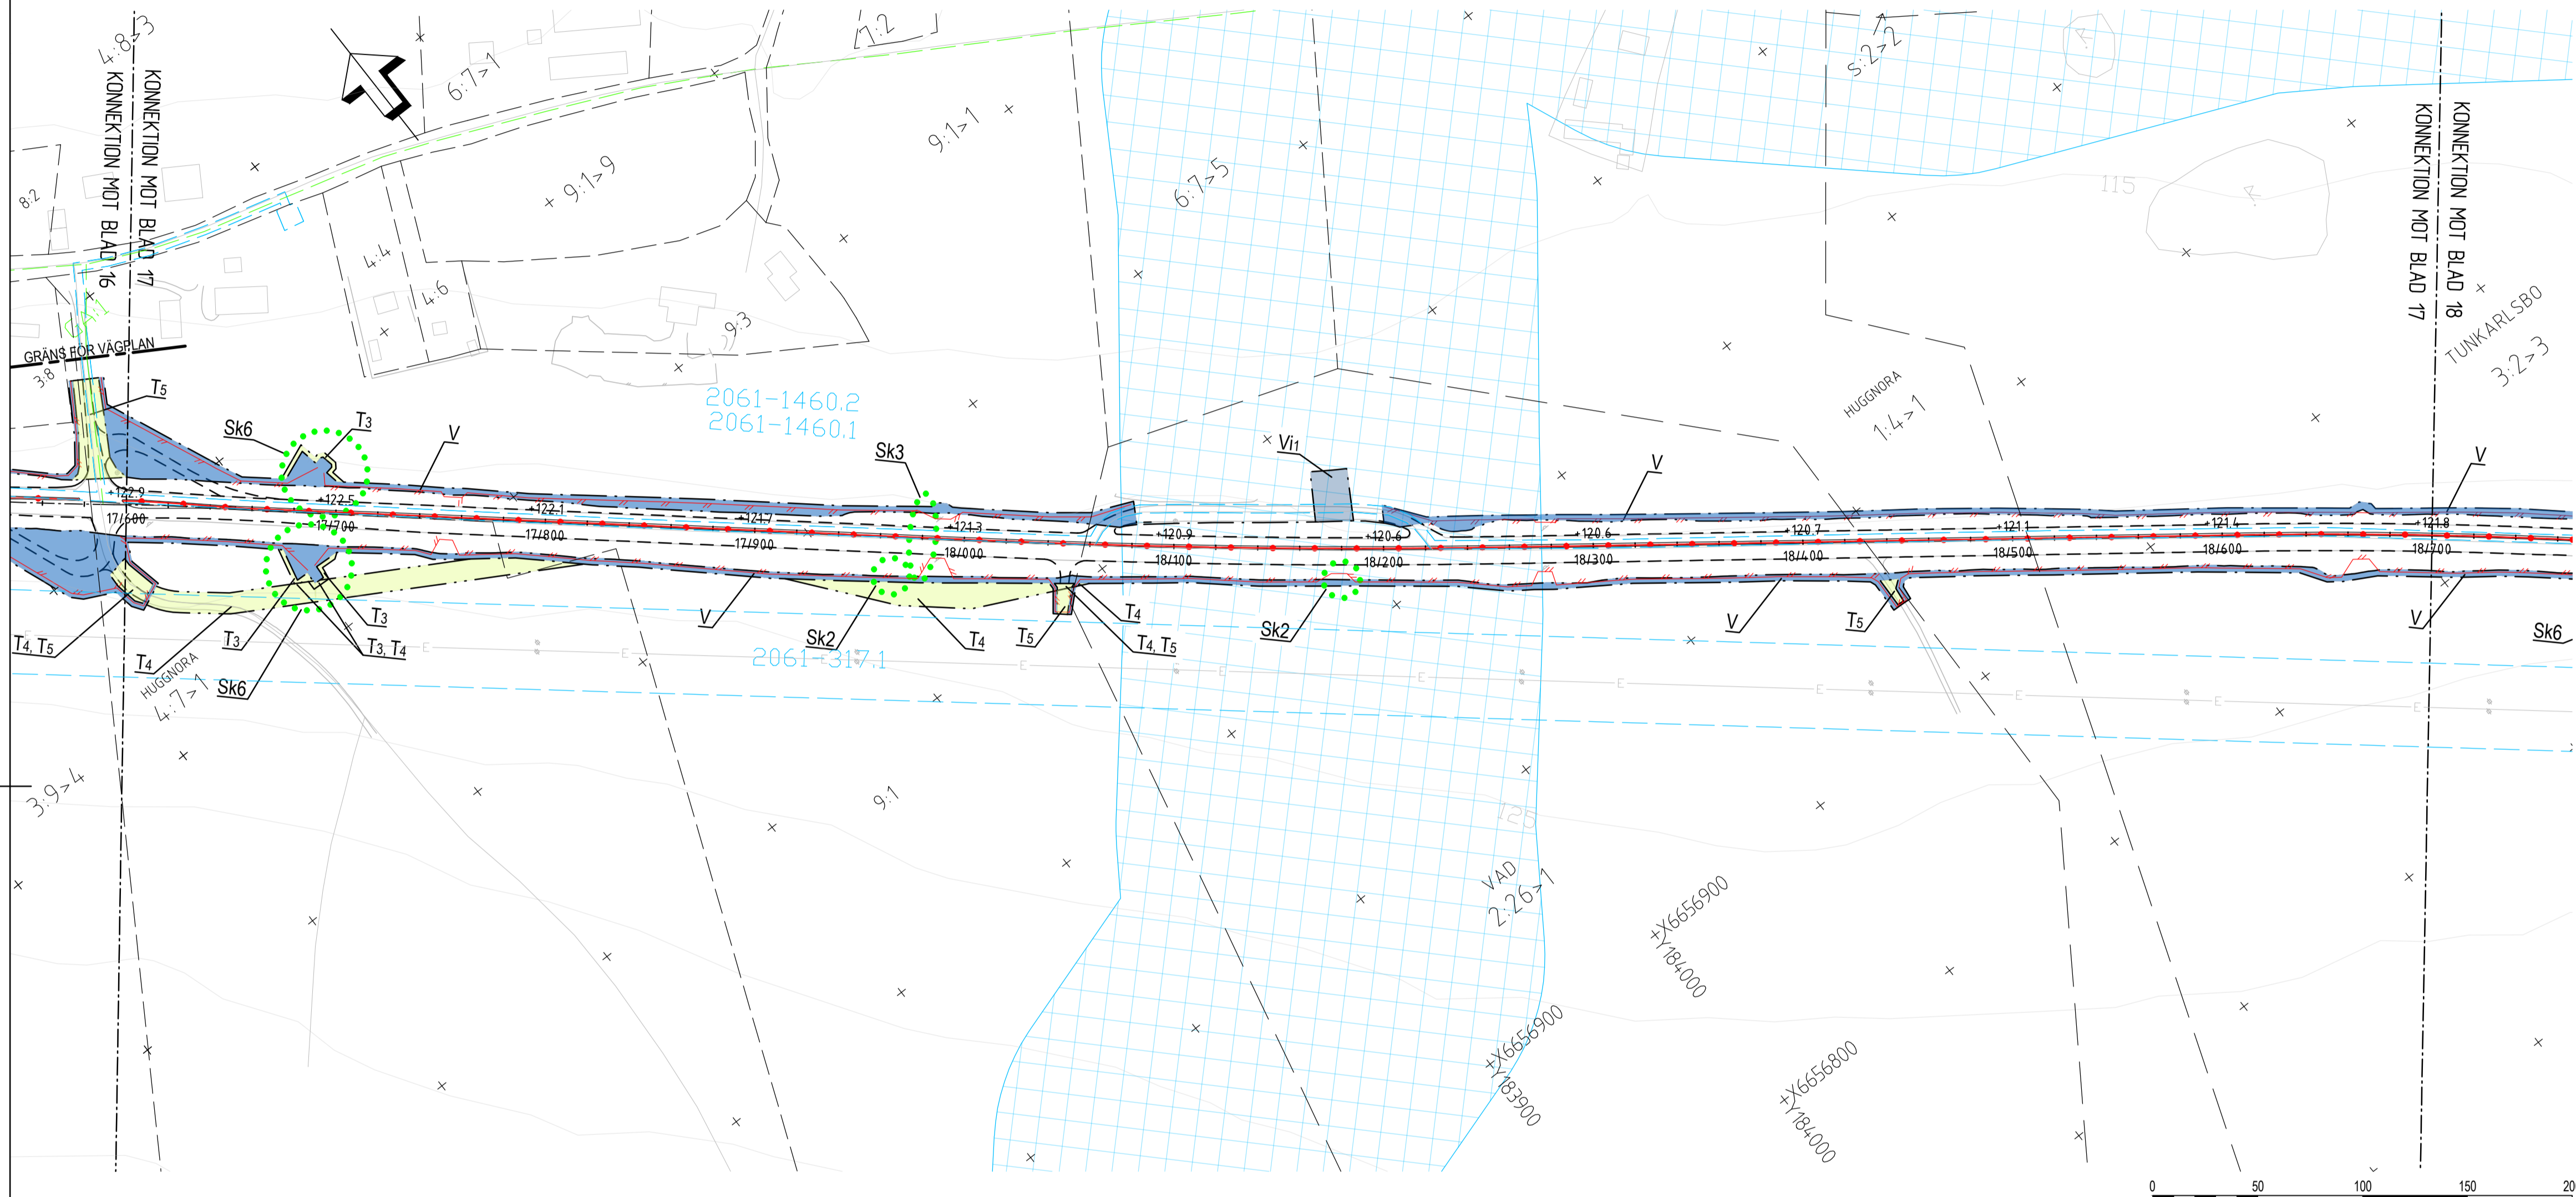 4:8>3
KONNEKTION MOT BLAD 17
KONNEKTION MOT BLAD 16
6:7>1
7:2
9:1>9
9:1>1
6:7>5
S:2>2
115
KONNEKTION MOT BLAD 18
KONNEKTION MOT BLAD 17
TUNKARLSBO
3:2>3
8:2
4:4
4:6
9:3
GA:1
GRÄNS FÖR VÄGPLAN
3:8
T5
Sk6
T3
V
2061-1460.2
2061-1460.1
Sk3
Vi1
HUGGNORA
1:4>1
V
V
+122.9
+122.5
+122.1
+121.7
+121.3
+120.9
+120.6
+120.6
+120.7
+121.1
+121.4
+121.8
17/600
17/700
17/800
17/900
18/000
18/100
18/200
18/300
18/400
18/500
18/600
18/700
T4, T5
T4
T3
T3
T3, T4
Sk6
V
Sk2
T4
T5
T4
T4, T5
Sk2
V
T5
V
Sk6
HUGGNORA
4:7>1
2061-317.1
E
E
E
E
E
E
E
E
E
E
3:9>4
9:1
125
VAD
2:26>1
+X6656900
Y184000
+X6656900
Y183900
+X6656800
Y184000
0 50 100 150 20